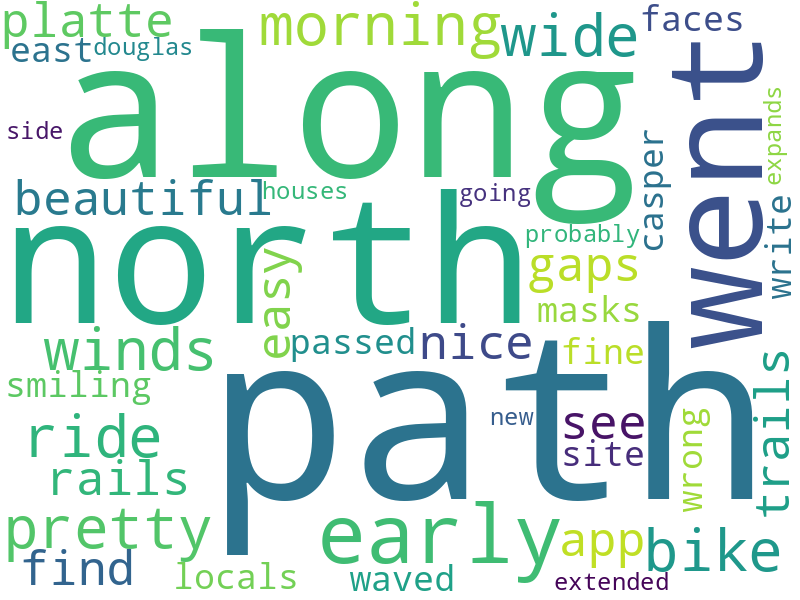 platte
morning
wide
faces
east
douglas
along
went
side
expands
casper
beautiful
houses
going
write
north
probably
easy
gaps
masks
winds
passed
nice
fine
smiling
path
trails
new
see
wrong
ride
site
rails
pretty
early
app
bike
find
locals
waved
extended